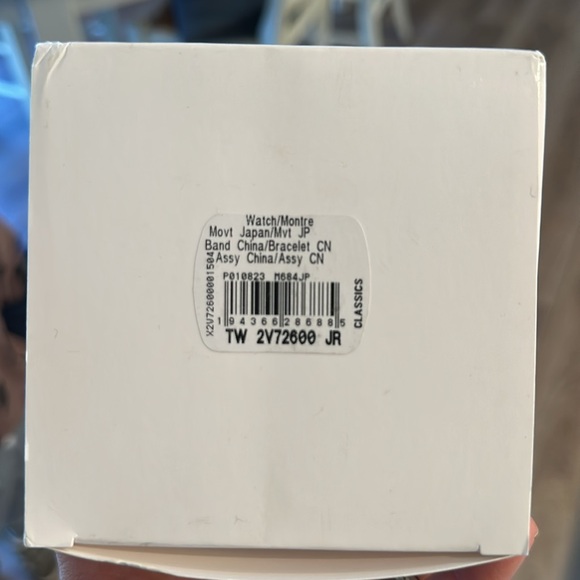 Watch/Montre
Movt Japan/Mvt JP
Band China/Bracelet CN
Assy China/Assy CN
P010823 M684JP
1 94366 28688 5
TW 2V72600 JR
X2V72600001504
CLASSICS